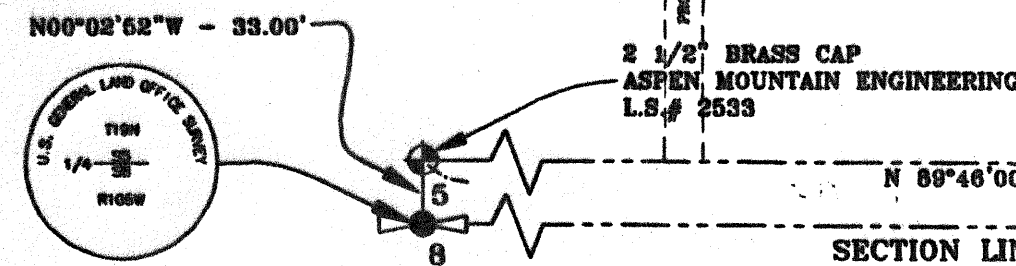 N00°02'52"W - 33.00'
2 1/2" BRASS CAP
ASPEN MOUNTAIN ENGINEERING
L.S.# 2533
U.S. GENERAL LAND OFFICE SURVEY
T19N
1/4
R105W
5
N 89°46'00
8
SECTION LIN